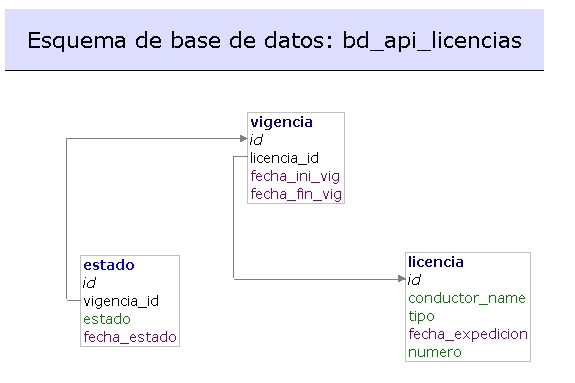 Esquema de base de datos: bd_api_licencias
vigencia
id
licencia_id
fecha_ini_vig
fecha_fin_vig
estado
id
vigencia_id
estado
fecha_estado
licencia
id
conductor_name
tipo
fecha_expedicion
numero